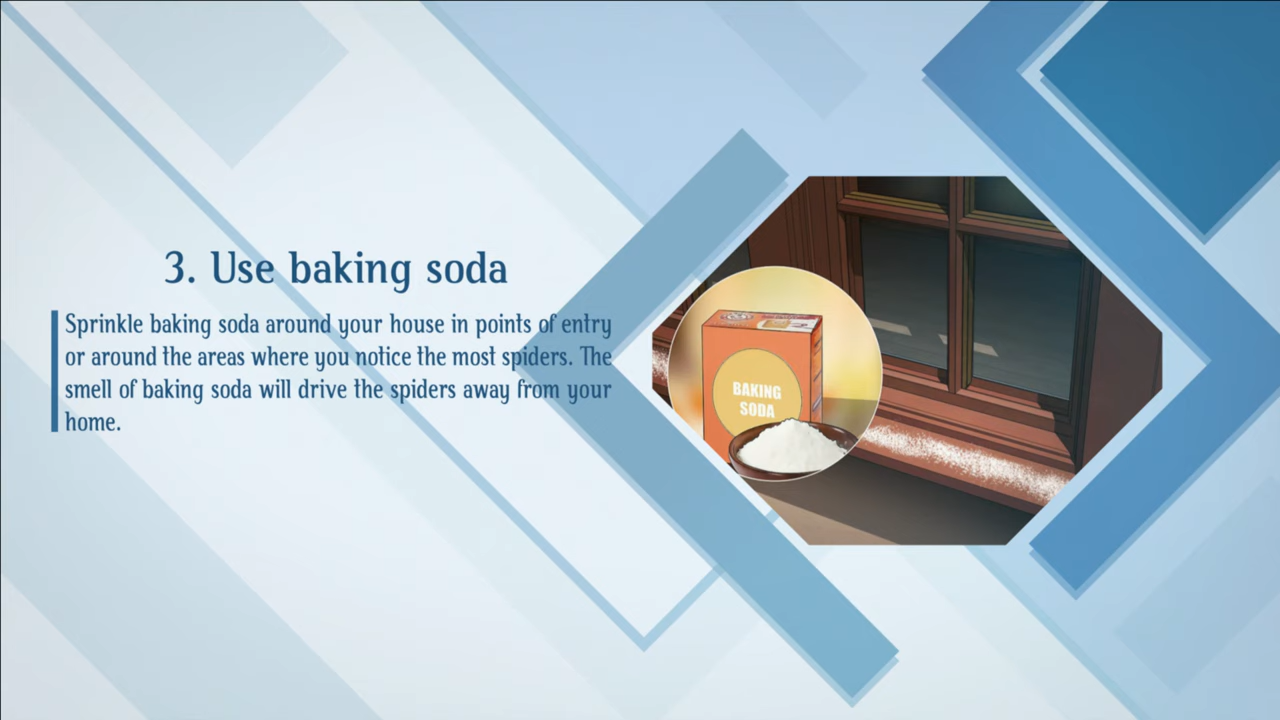 3. Use baking soda
Sprinkle baking soda around your house in points of entry
or around the areas where you notice the most spiders. The
smell of baking soda will drive the spiders away from your
home.
BAKING
SODA